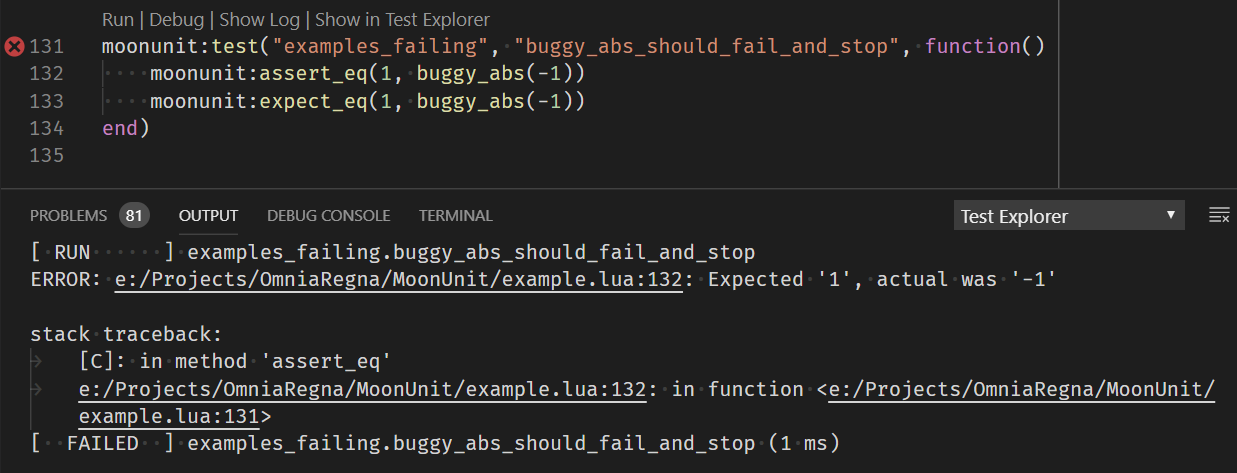 Run | Debug | Show Log | Show in Test Explorer
131 moonunit:test("examples_failing", "buggy_abs_should_fail_and_stop", function()
132 moonunit:assert_eq(1, buggy_abs(-1))
133 moonunit:expect_eq(1, buggy_abs(-1))
134 end)
135
PROBLEMS 81 OUTPUT DEBUG CONSOLE TERMINAL Test Explorer
[ RUN······ ] examples_failing.buggy_abs_should_fail_and_stop
ERROR: e:/Projects/OmniaRegna/MoonUnit/example.lua:132: Expected '1', actual was '-1'
stack traceback:
[C]: in method 'assert_eq'
e:/Projects/OmniaRegna/MoonUnit/example.lua:132: in function <e:/Projects/OmniaRegna/MoonUnit/
example.lua:131>
[ FAILED ] examples_failing.buggy_abs_should_fail_and_stop (1 ms)